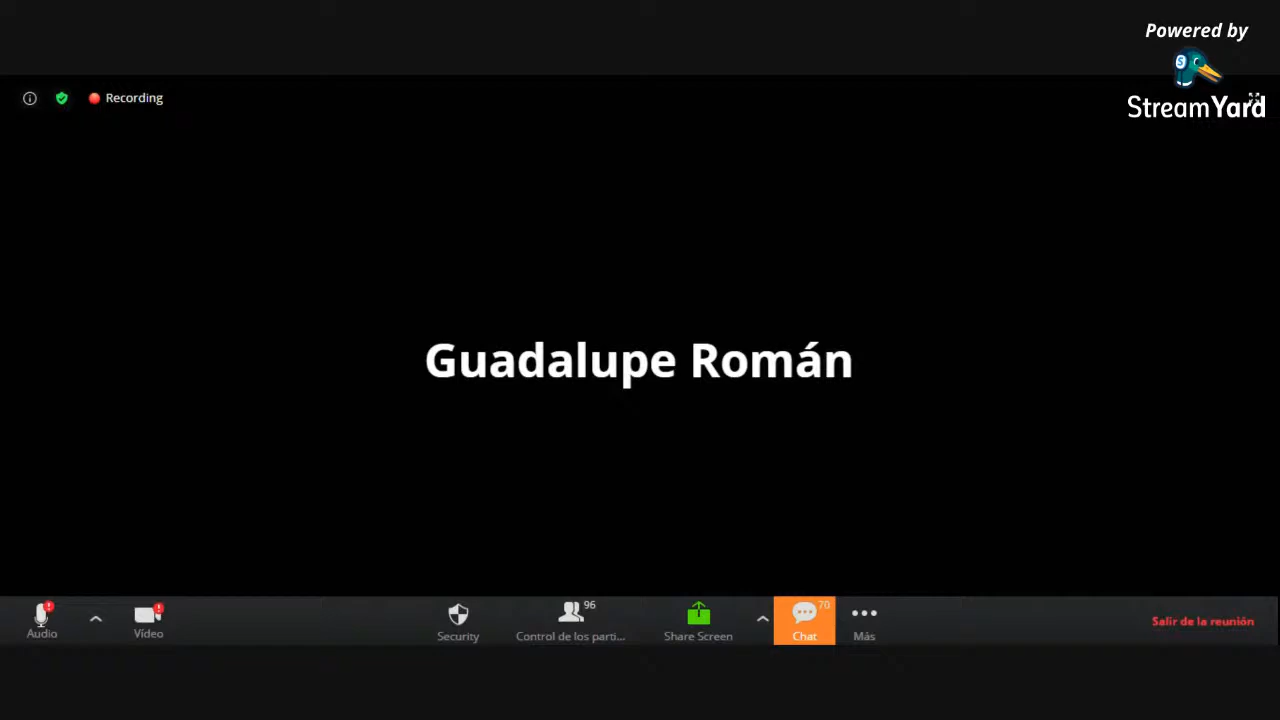 Powered by
StreamYard
Recording
Guadalupe Román
96
70
Audio
Vídeo
Security
Control de los parti...
Share Screen
Chat
Más
Salir de la reunión